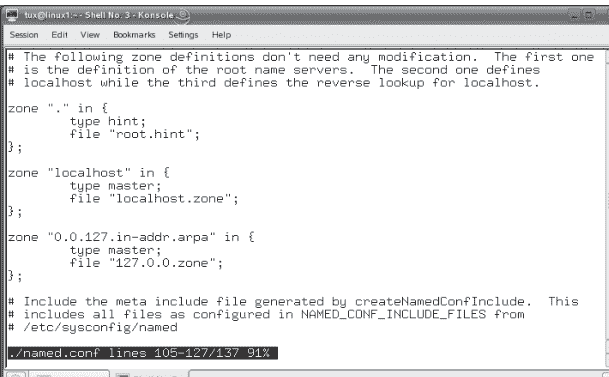 tux@linux1:~ - Shell No. 3 - Konsole
Session Edit View Bookmarks Settings Help
# The following zone definitions don't need any modification.  The first one
# is the definition of the root name servers.  The second one defines
# localhost while the third defines the reverse lookup for localhost.

zone "." in {
        type hint;
        file "root.hint";
};

zone "localhost" in {
        type master;
        file "localhost.zone";
};

zone "0.0.127.in-addr.arpa" in {
        type master;
        file "127.0.0.zone";
};

# Include the meta include file generated by createNamedConfInclude.  This
# includes all files as configured in NAMED_CONF_INCLUDE_FILES from
# /etc/sysconfig/named

./named.conf lines 105-127/137 91%